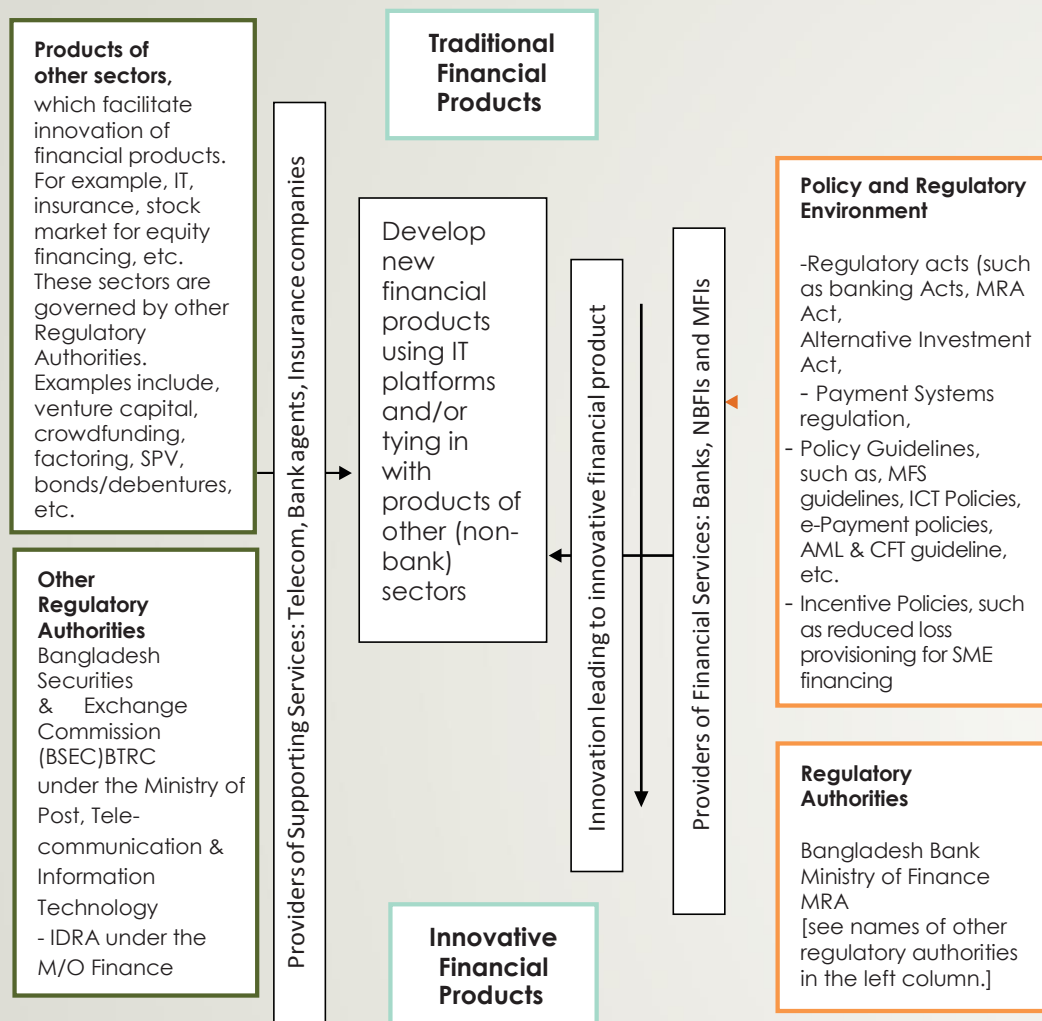 Products of
other sectors,
which facilitate
innovation of
financial products.
For example, IT,
insurance, stock
market for equity
financing, etc.
These sectors are
governed by other
Regulatory
Authorities.
Examples include,
venture capital,
crowdfunding,
factoring, SPV,
bonds/debentures,
etc.
Other
Regulatory
Authorities
Bangladesh
Securities
& Exchange
Commission
(BSEC)BTRC
under the Ministry of
Post, Tele-
communication &
Information
Technology
- IDRA under the
M/O Finance
Providers of Supporting Services: Telecom, Bank agents, Insurance companies
Traditional
Financial
Products
Develop
new
financial
products
using IT
platforms
and/or
tying in
with
products of
other (non-
bank)
sectors
Innovative
Financial
Products
Innovation leading to innovative financial product
Providers of Financial Services: Banks, NBFIs and MFIs
Policy and Regulatory
Environment
-Regulatory acts (such
as banking Acts, MRA
Act,
Alternative Investment
Act,
- Payment Systems
regulation,
- Policy Guidelines,
such as, MFS
guidelines, ICT Policies,
e-Payment policies,
AML & CFT guideline,
etc.
- Incentive Policies, such
as reduced loss
provisioning for SME
financing
Regulatory
Authorities
Bangladesh Bank
Ministry of Finance
MRA
[see names of other
regulatory authorities
in the left column.]